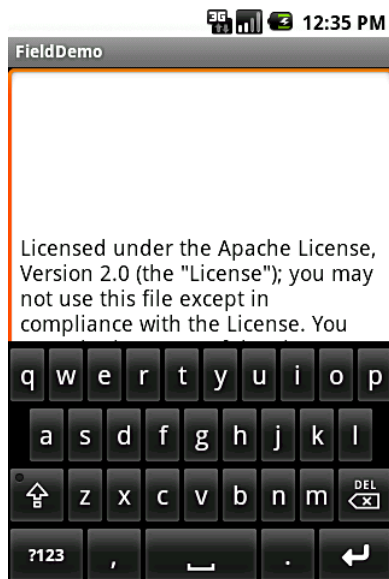 3G 12:35 PM
FieldDemo
Licensed under the Apache License,
Version 2.0 (the "License"); you may
not use this file except in
compliance with the License. You
q w e r t y u i o p
a s d f g h j k l
z x c v b n m DEL
?123 , .